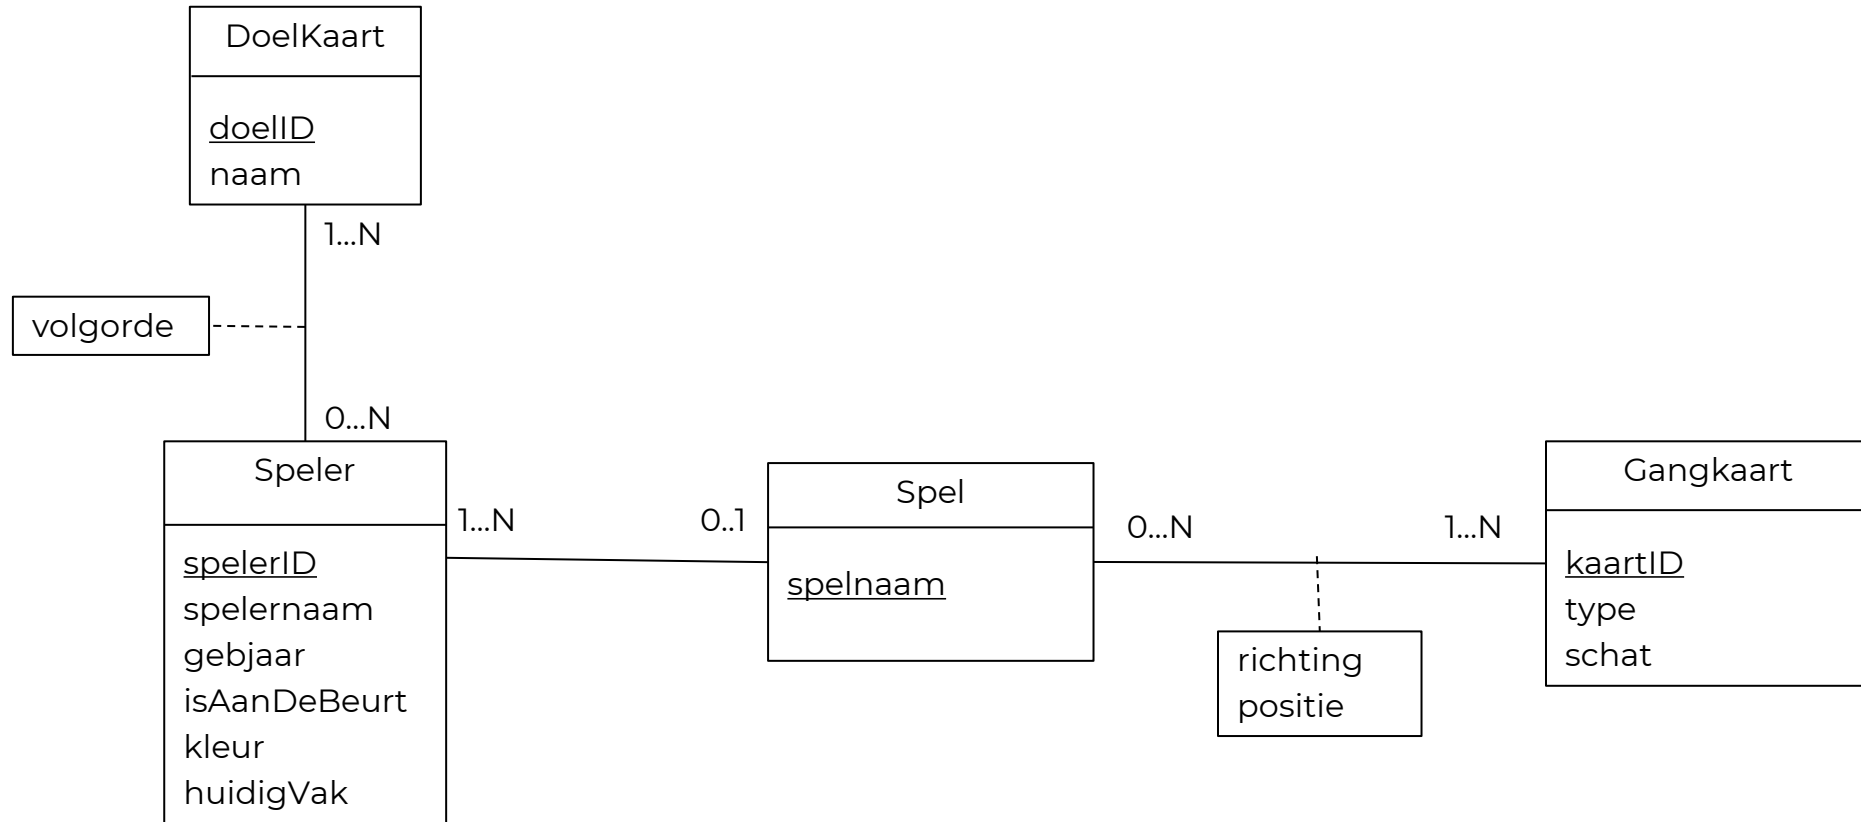 DoelKaart
doelID
naam
1...N
volgorde
0...N
Speler
spelerID
spelernaam
gebjaar
isAanDeBeurt
kleur
huidigVak
1...N
0..1
Spel
spelnaam
0...N
1...N
richting
positie
Gangkaart
kaartID
type
schat